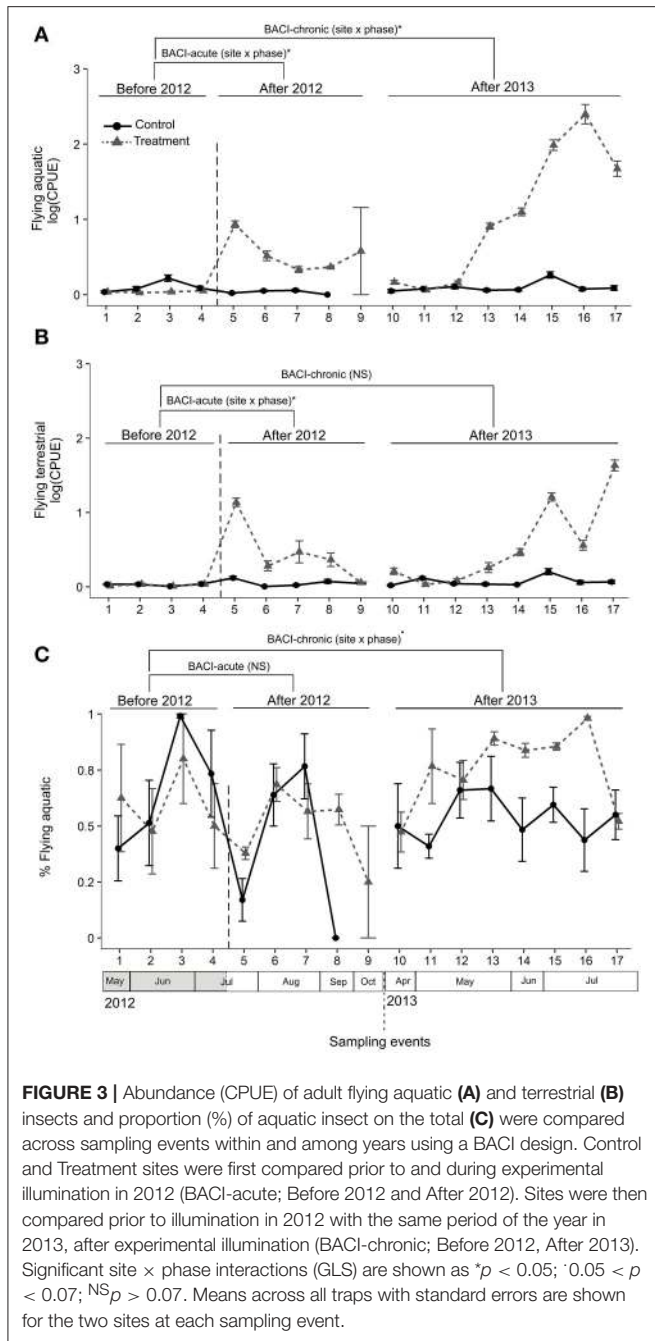 A
BACI-chronic (site x phase)*
BACI-acute (site x phase)*
Before 2012
After 2012
After 2013
Control
Treatment
Flying aquatic
log(CPUE)
3
2
1
0
1 2 3 4 5 6 7 8 9 10 11 12 13 14 15 16 17
B
BACI-chronic (NS)
BACI-acute (site x phase)*
Before 2012
After 2012
After 2013
Flying terrestrial
log(CPUE)
3
2
1
0
1 2 3 4 5 6 7 8 9 10 11 12 13 14 15 16 17
C
BACI-chronic (site x phase)˙
BACI-acute (NS)
Before 2012
After 2012
After 2013
% Flying aquatic
1
0.8
0.5
0.2
0
1 2 3 4 5 6 7 8 9 10 11 12 13 14 15 16 17
May Jun Jul Aug Sep Oct Apr May Jun Jul
2012 2013
Sampling events
FIGURE 3 | Abundance (CPUE) of adult flying aquatic (A) and terrestrial (B)
insects and proportion (%) of aquatic insect on the total (C) were compared
across sampling events within and among years using a BACI design. Control
and Treatment sites were first compared prior to and during experimental
illumination in 2012 (BACI-acute; Before 2012 and After 2012). Sites were then
compared prior to illumination in 2012 with the same period of the year in
2013, after experimental illumination (BACI-chronic; Before 2012, After 2013).
Significant site × phase interactions (GLS) are shown as *p < 0.05; ˙0.05 < p
< 0.07; NSp > 0.07. Means across all traps with standard errors are shown
for the two sites at each sampling event.